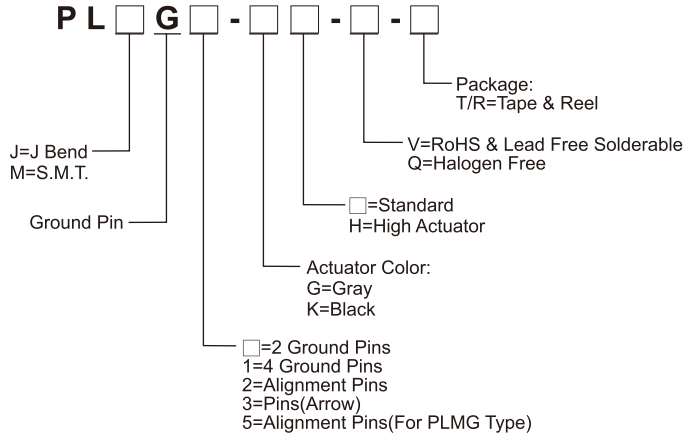 PL□G□-□□-□-□
Package:
T/R=Tape & Reel
J=J Bend
M=S.M.T.
V=RoHS & Lead Free Solderable
Q=Halogen Free
□=Standard
H=High Actuator
Ground Pin
Actuator Color:
G=Gray
K=Black
□=2 Ground Pins
1=4 Ground Pins
2=Alignment Pins
3=Pins(Arrow)
5=Alignment Pins(For PLMG Type)